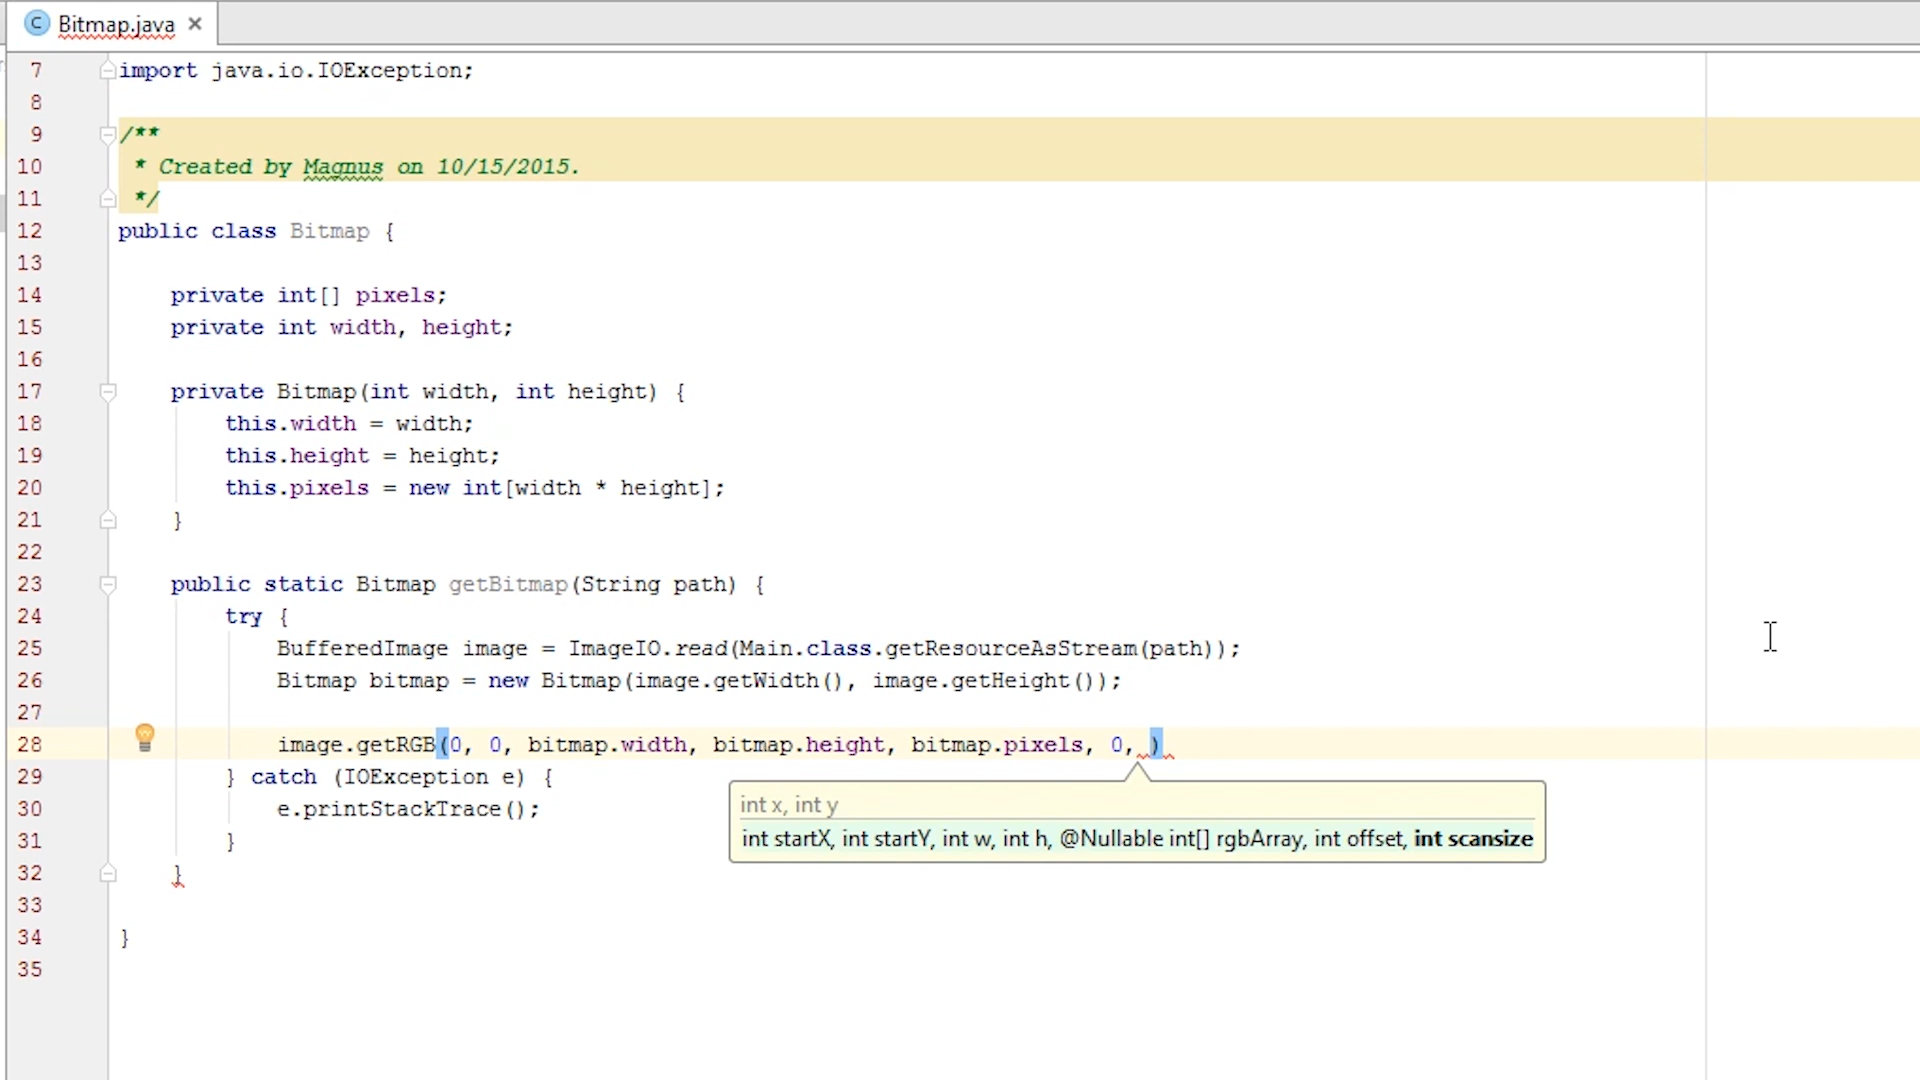 Bitmap.java
7 import java.io.IOException;
8
9 /**
10 * Created by Magnus on 10/15/2015.
11 */
12 public class Bitmap {
13
14 private int[] pixels;
15 private int width, height;
16
17 private Bitmap(int width, int height) {
18 this.width = width;
19 this.height = height;
20 this.pixels = new int[width * height];
21 }
22
23 public static Bitmap getBitmap(String path) {
24 try {
25 BufferedImage image = ImageIO.read(Main.class.getResourceAsStream(path));
26 Bitmap bitmap = new Bitmap(image.getWidth(), image.getHeight());
27
28 image.getRGB(0, 0, bitmap.width, bitmap.height, bitmap.pixels, 0, )
29 } catch (IOException e) {
int x, int y
30 e.printStackTrace();
int startX, int startY, int w, int h, @Nullable int[] rgbArray, int offset, int scansize
31 }
32 }
33
34 }
35